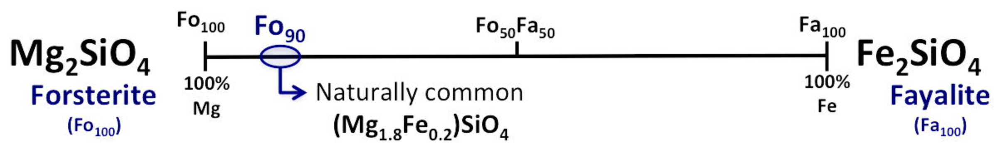 Fo₁₀₀
Fo₉₀
Fo₅₀Fa₅₀
Fa₁₀₀
Mg₂SiO₄
Fe₂SiO₄
Forsterite
(Fo₁₀₀)
100%
Mg
Naturally common
(Mg₁.₈Fe₀.₂)SiO₄
100%
Fe
Fayalite
(Fa₁₀₀)